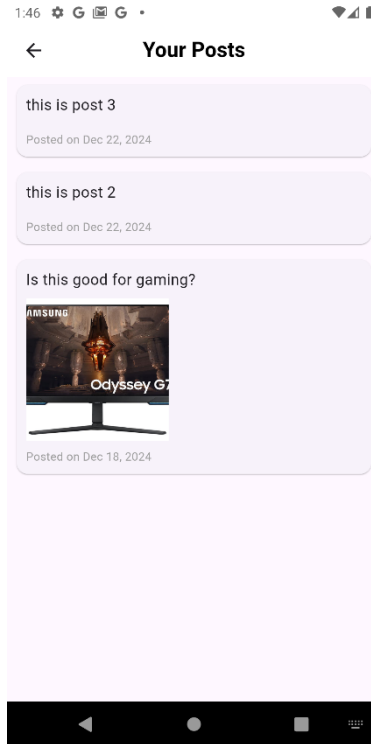 1:46
Your Posts
this is post 3
Posted on Dec 22, 2024
this is post 2
Posted on Dec 22, 2024
Is this good for gaming?
AMSUNG
Odyssey G7
Posted on Dec 18, 2024